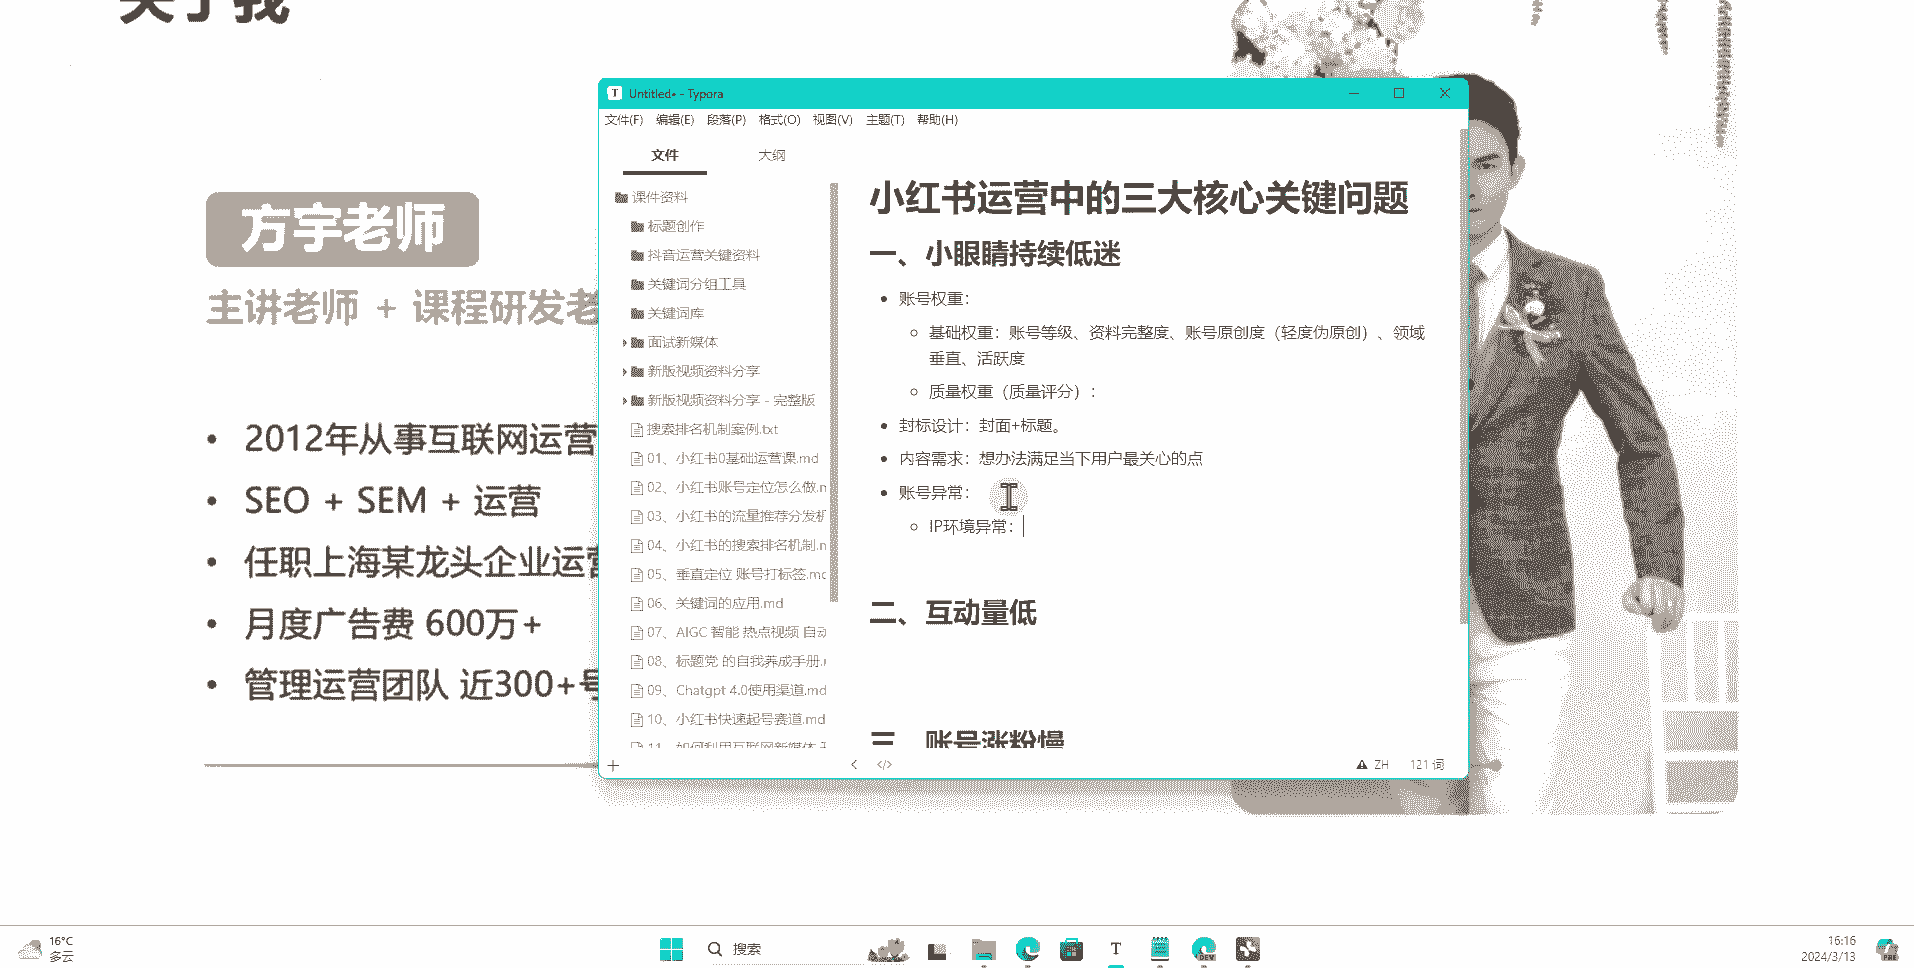 关于我
方宇老师
主讲老师 + 课程研发老
• 2012年从事互联网运营
• SEO + SEM + 运营
• 任职上海某龙头企业运营
• 月度广告费 600万+
• 管理运营团队 近300+号
Untitled• - Typora
文件(F) 编辑(E) 段落(P) 格式(O) 视图(V) 主题(T) 帮助(H)
文件 大纲
课件资料
标题创作
抖音运营关键资料
关键词分组工具
关键词库
面试新媒体
新版视频资料分享
新版视频资料分享 - 完整版
搜索排名机制案例.txt
01、小红书0基础运营课.md
02、小红书账号定位怎么做.m
03、小红书的流量推荐分发机
04、小红书的搜索排名机制.m
05、垂直定位 账号打标签.mc
06、关键词的应用.md
07、AIGC 智能 热点视频 自动
08、标题党 的自我养成手册.
09、Chatgpt 4.0使用渠道.md
10、小红书快速起号赛道.md
11、如何利用互联网新媒体
小红书运营中的三大核心关键问题
一、小眼睛持续低迷
• 账号权重：
基础权重：账号等级、资料完整度、账号原创度（轻度伪原创）、领域
垂直、活跃度
质量权重（质量评分）：
• 封标设计：封面+标题。
• 内容需求：想办法满足当下用户最关心的点
• 账号异常：
IP环境异常：
二、互动量低
三、账号涨粉慢
</> ZH 121 词
16°C
多云
搜索
T
DEV
16:16
2024/3/13
PRE